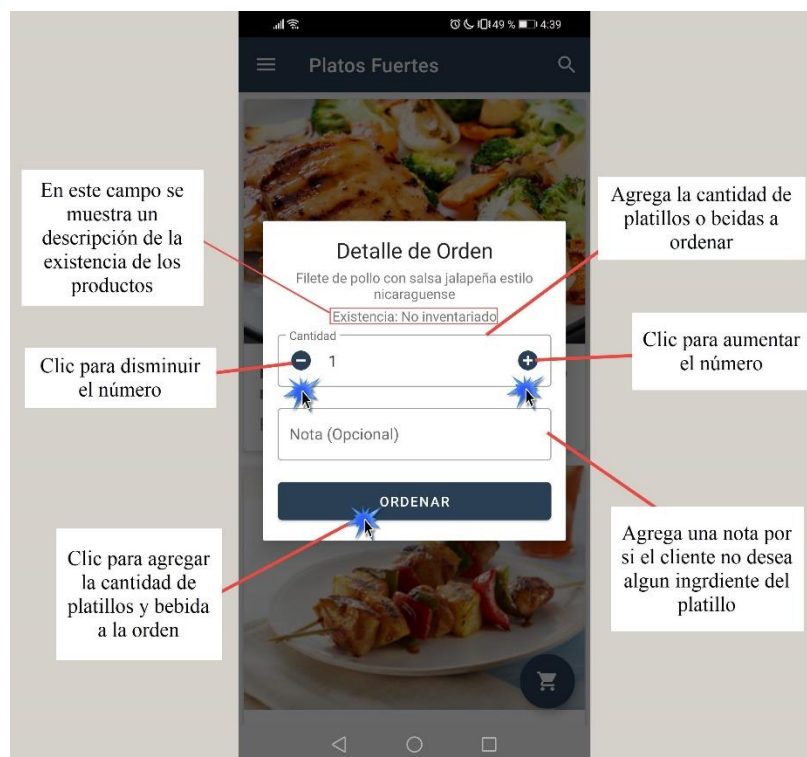 49 % 4:39
Platos Fuertes
En este campo se
muestra un
descripción de la
existencia de los
productos
Agrega la cantidad de
platillos o bcidas a
ordenar
Detalle de Orden
Filete de pollo con salsa jalapeña estilo
nicaraguense
Existencia: No inventariado
Cantidad
1
Clic para disminuir
el número
Clic para aumentar
el número
Nota (Opcional)
ORDENAR
Clic para agregar
la cantidad de
platillos y bebida
a la orden
Agrega una nota por
si el cliente no desea
algun ingrdiente del
platillo